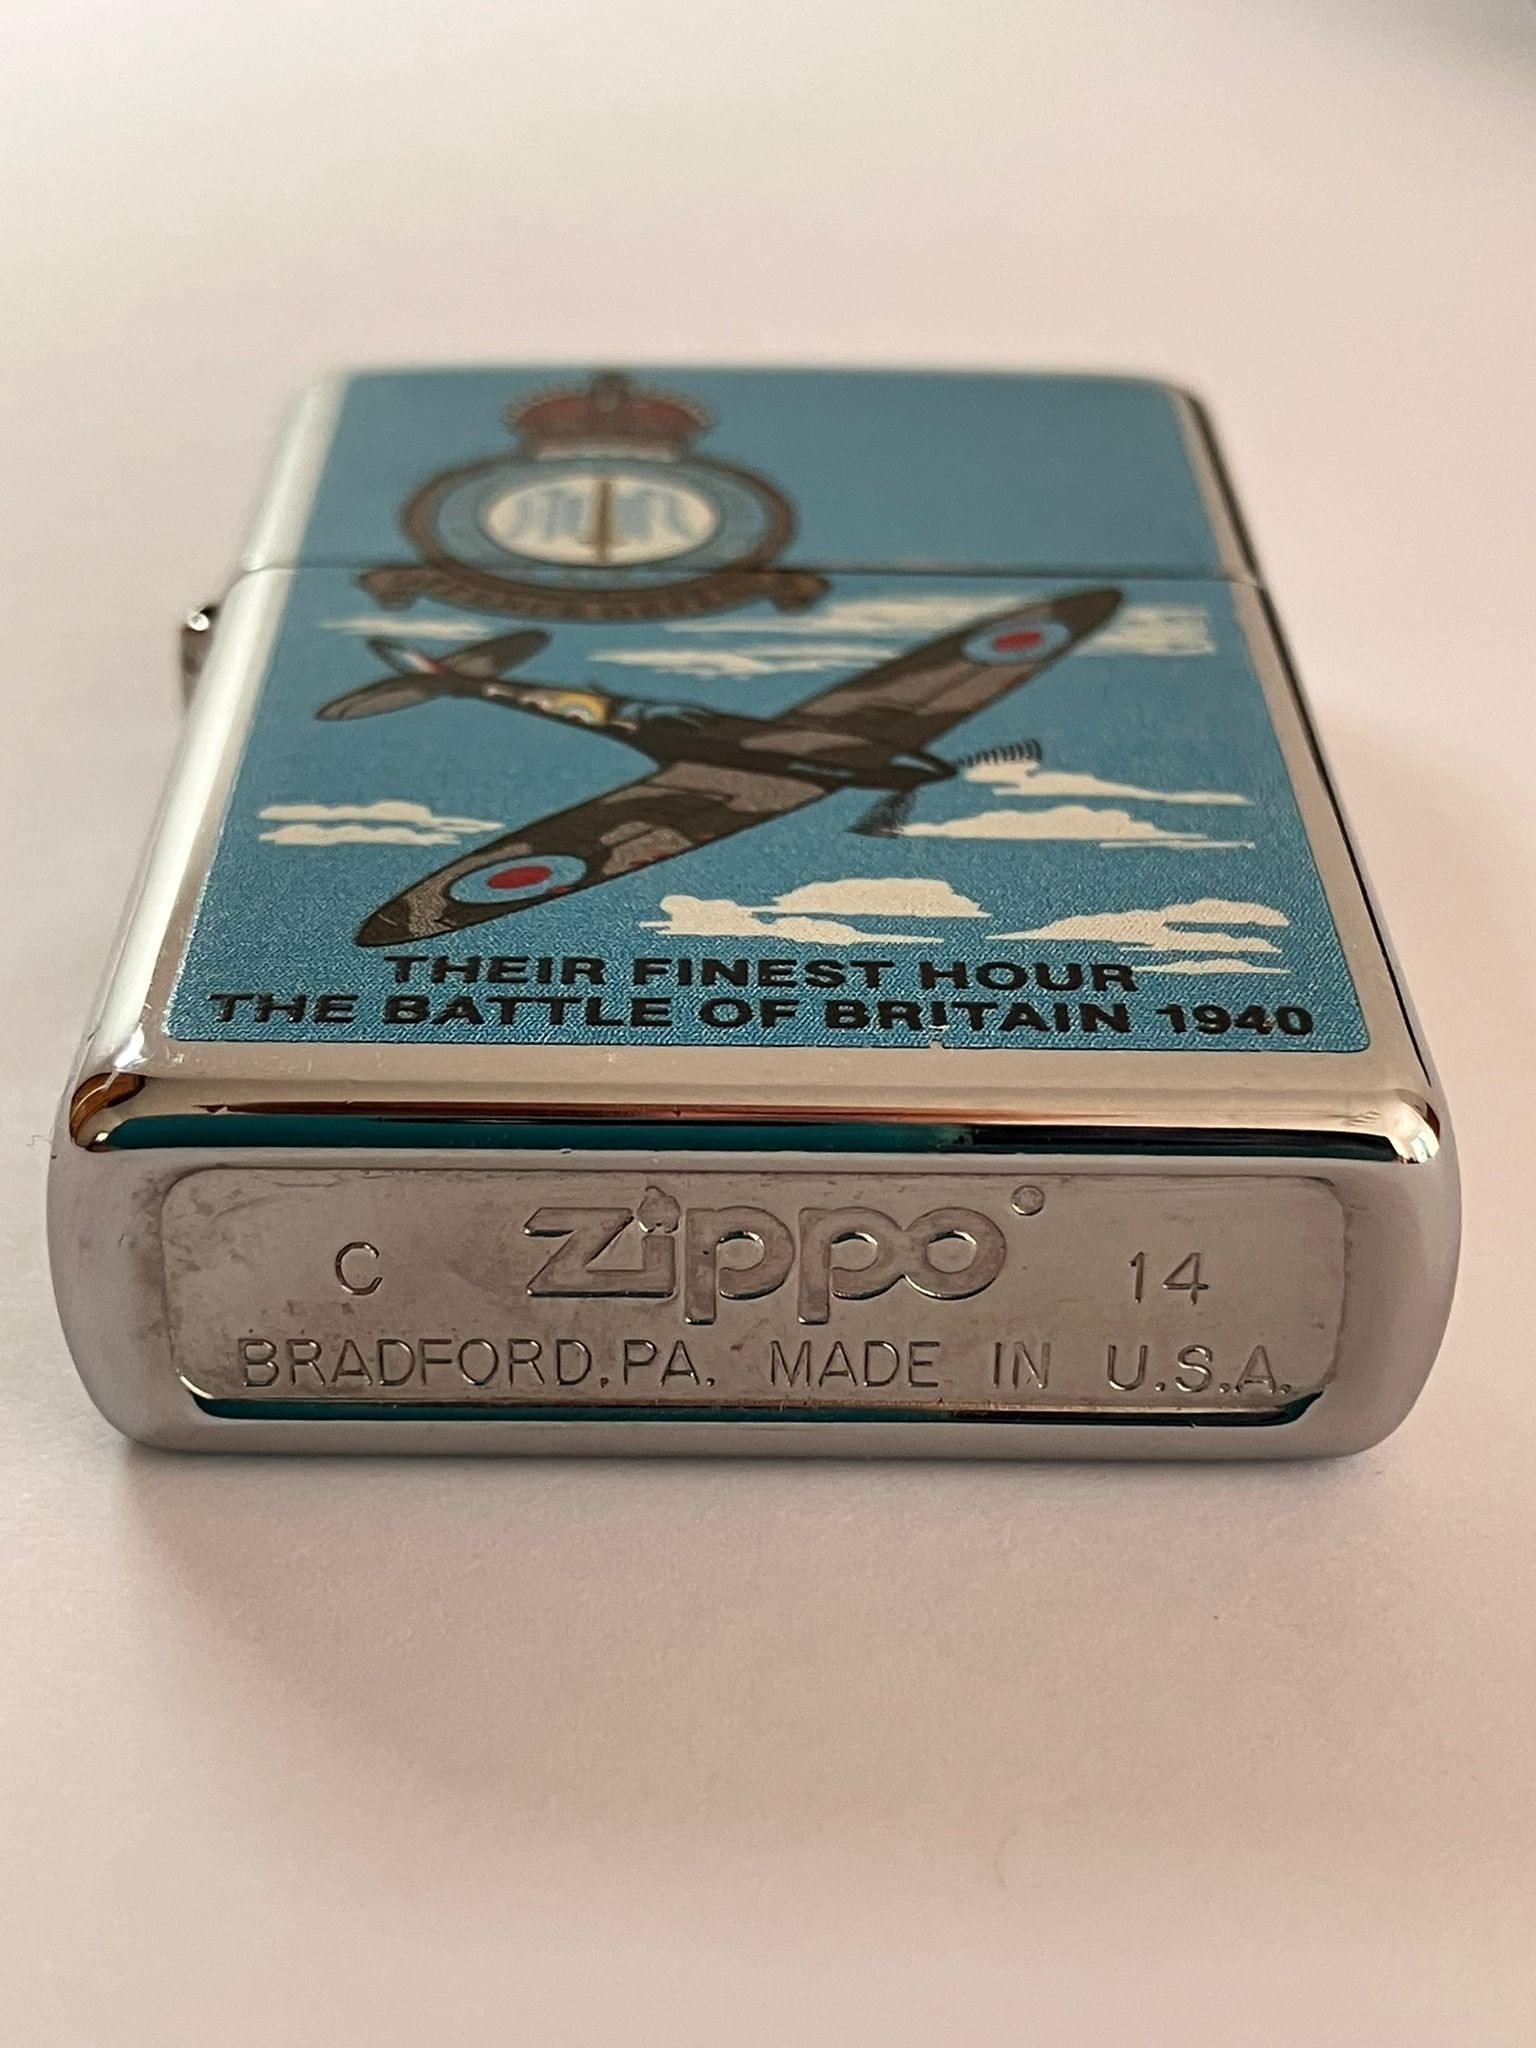 THEIR FINEST HOUR
THE BATTLE OF BRITAIN 1940
C zippo® 14
BRADFORD, PA. MADE IN U.S.A.